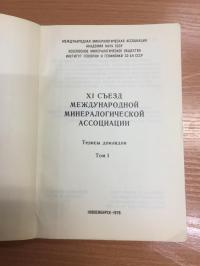 МЕЖДУНАРОДНАЯ МИНЕРАЛОГИЧЕСКАЯ АССОЦИАЦИЯ
АКАДЕМИЯ НАУК СССР
ВСЕСОЮЗНОЕ МИНЕРАЛОГИЧЕСКОЕ ОБЩЕСТВО
ИНСТИТУТ ГЕОЛОГИИ И ГЕОФИЗИКИ СО АН СССР
XI СЪЕЗД
МЕЖДУНАРОДНОЙ
МИНЕРАЛОГИЧЕСКОЙ
АССОЦИАЦИИ
Тезисы докладов
Том I
НОВОСИБИРСК-1978